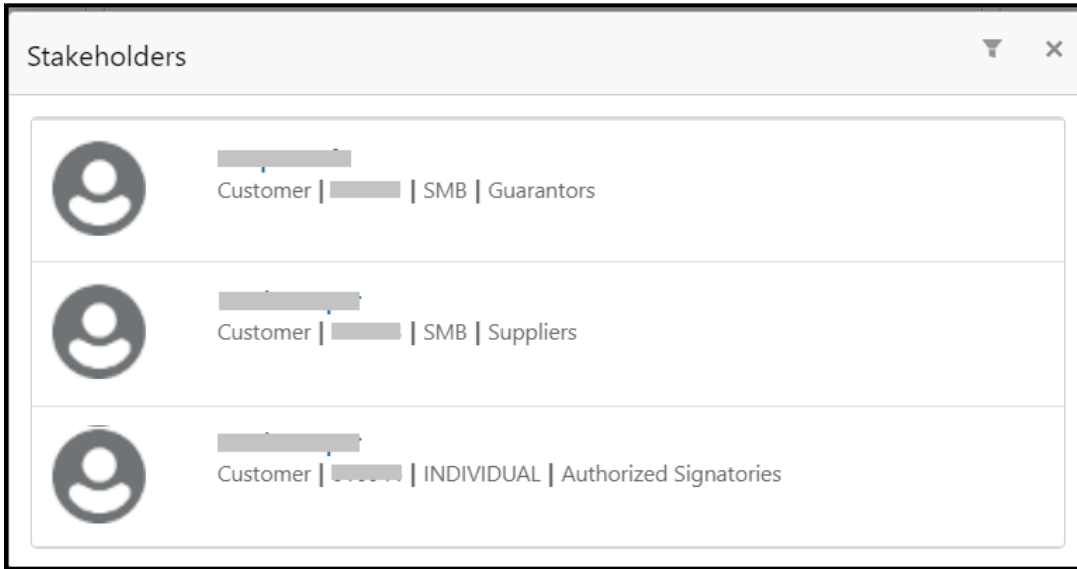 Stakeholders
Customer | | SMB | Guarantors
Customer | | SMB | Suppliers
Customer | | INDIVIDUAL | Authorized Signatories